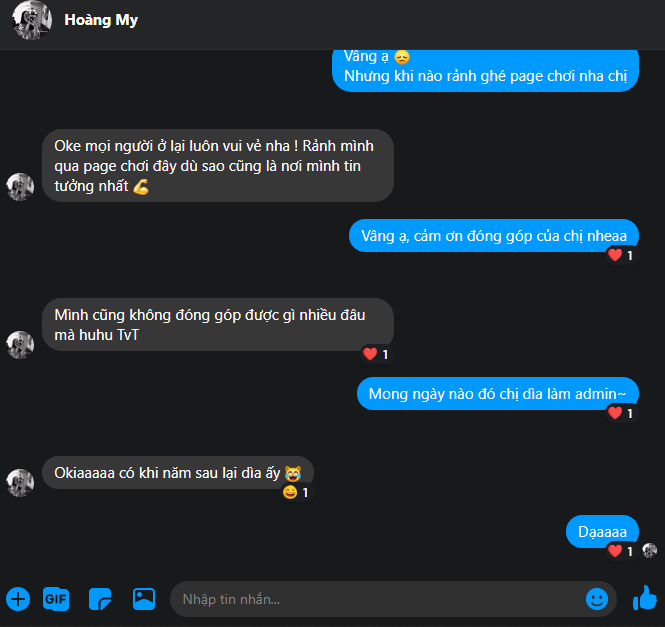 Hoàng My
Vâng ạ 😞
Nhưng khi nào rảnh ghé page chơi nha chị
Oke mọi người ở lại luôn vui vẻ nha ! Rảnh mình
qua page chơi đây dù sao cũng là nơi mình tin
tưởng nhất 💪
Vâng ạ, cảm ơn đóng góp của chị nheaa
❤️ 1
Mình cũng không đóng góp được gì nhiều đâu
mà huhu TvT
❤️ 1
Mong ngày nào đó chị dìa làm admin~
❤️ 1
Okiaaaaa có khi năm sau lại dìa ấy 😹
😄 1
Dạaaaa
❤️ 1
GIF
Nhập tin nhắn...